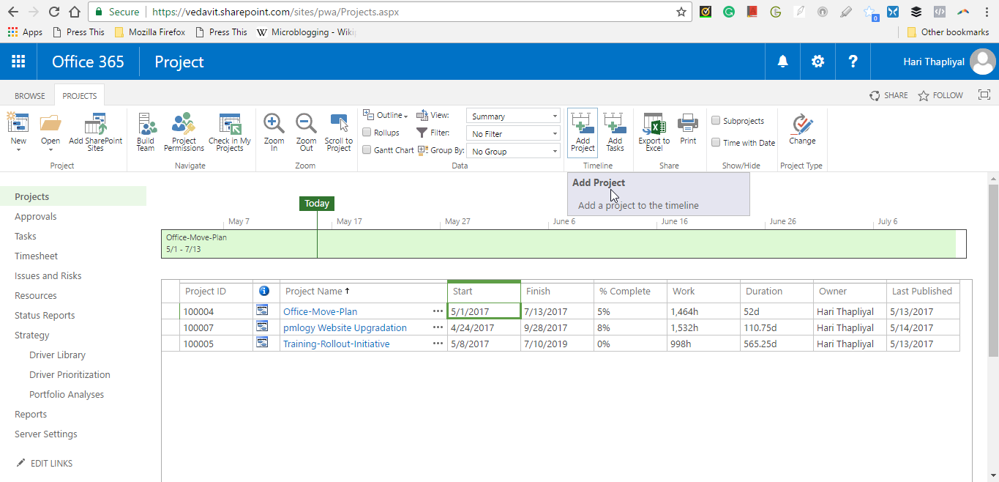 Secure https://vedavit.sharepoint.com/sites/pwa/Projects.aspx
0
Apps Press This Mozilla Firefox Press This W Microblogging - Wiki Other bookmarks
Office 365 Project ? Hari Thapliyal
BROWSE PROJECTS SHARE FOLLOW
New Open Add SharePoint Sites
Project
Build Team Project Permissions Check in My Projects
Navigate
Zoom In Zoom Out Scroll to Project
Zoom
Outline View: Summary
Rollups Filter: No Filter
Gantt Chart Group By: No Group
Data
Add Project Add Tasks
Timeline
Export to Excel Print
Share
Subprojects
Time with Date
Show/Hide
Change
Project Type
Add Project
Add a project to the timeline
Projects
Approvals
Tasks
Timesheet
Issues and Risks
Resources
Status Reports
Strategy
Driver Library
Driver Prioritization
Portfolio Analyses
Reports
Server Settings
EDIT LINKS
Today
May 7 May 17 May 27 June 6 June 16 June 26 July 6
Office-Move-Plan
5/1 - 7/13
Project ID Project Name Start Finish % Complete Work Duration Owner Last Published
100004 Office-Move-Plan ... 5/1/2017 7/13/2017 5% 1,464h 52d Hari Thapliyal 5/13/2017
100007 pmlogy Website Upgradation ... 4/24/2017 9/28/2017 8% 1,532h 110.75d Hari Thapliyal 5/14/2017
100005 Training-Rollout-Initiative ... 5/8/2017 7/10/2019 0% 998h 565.25d Hari Thapliyal 5/13/2017